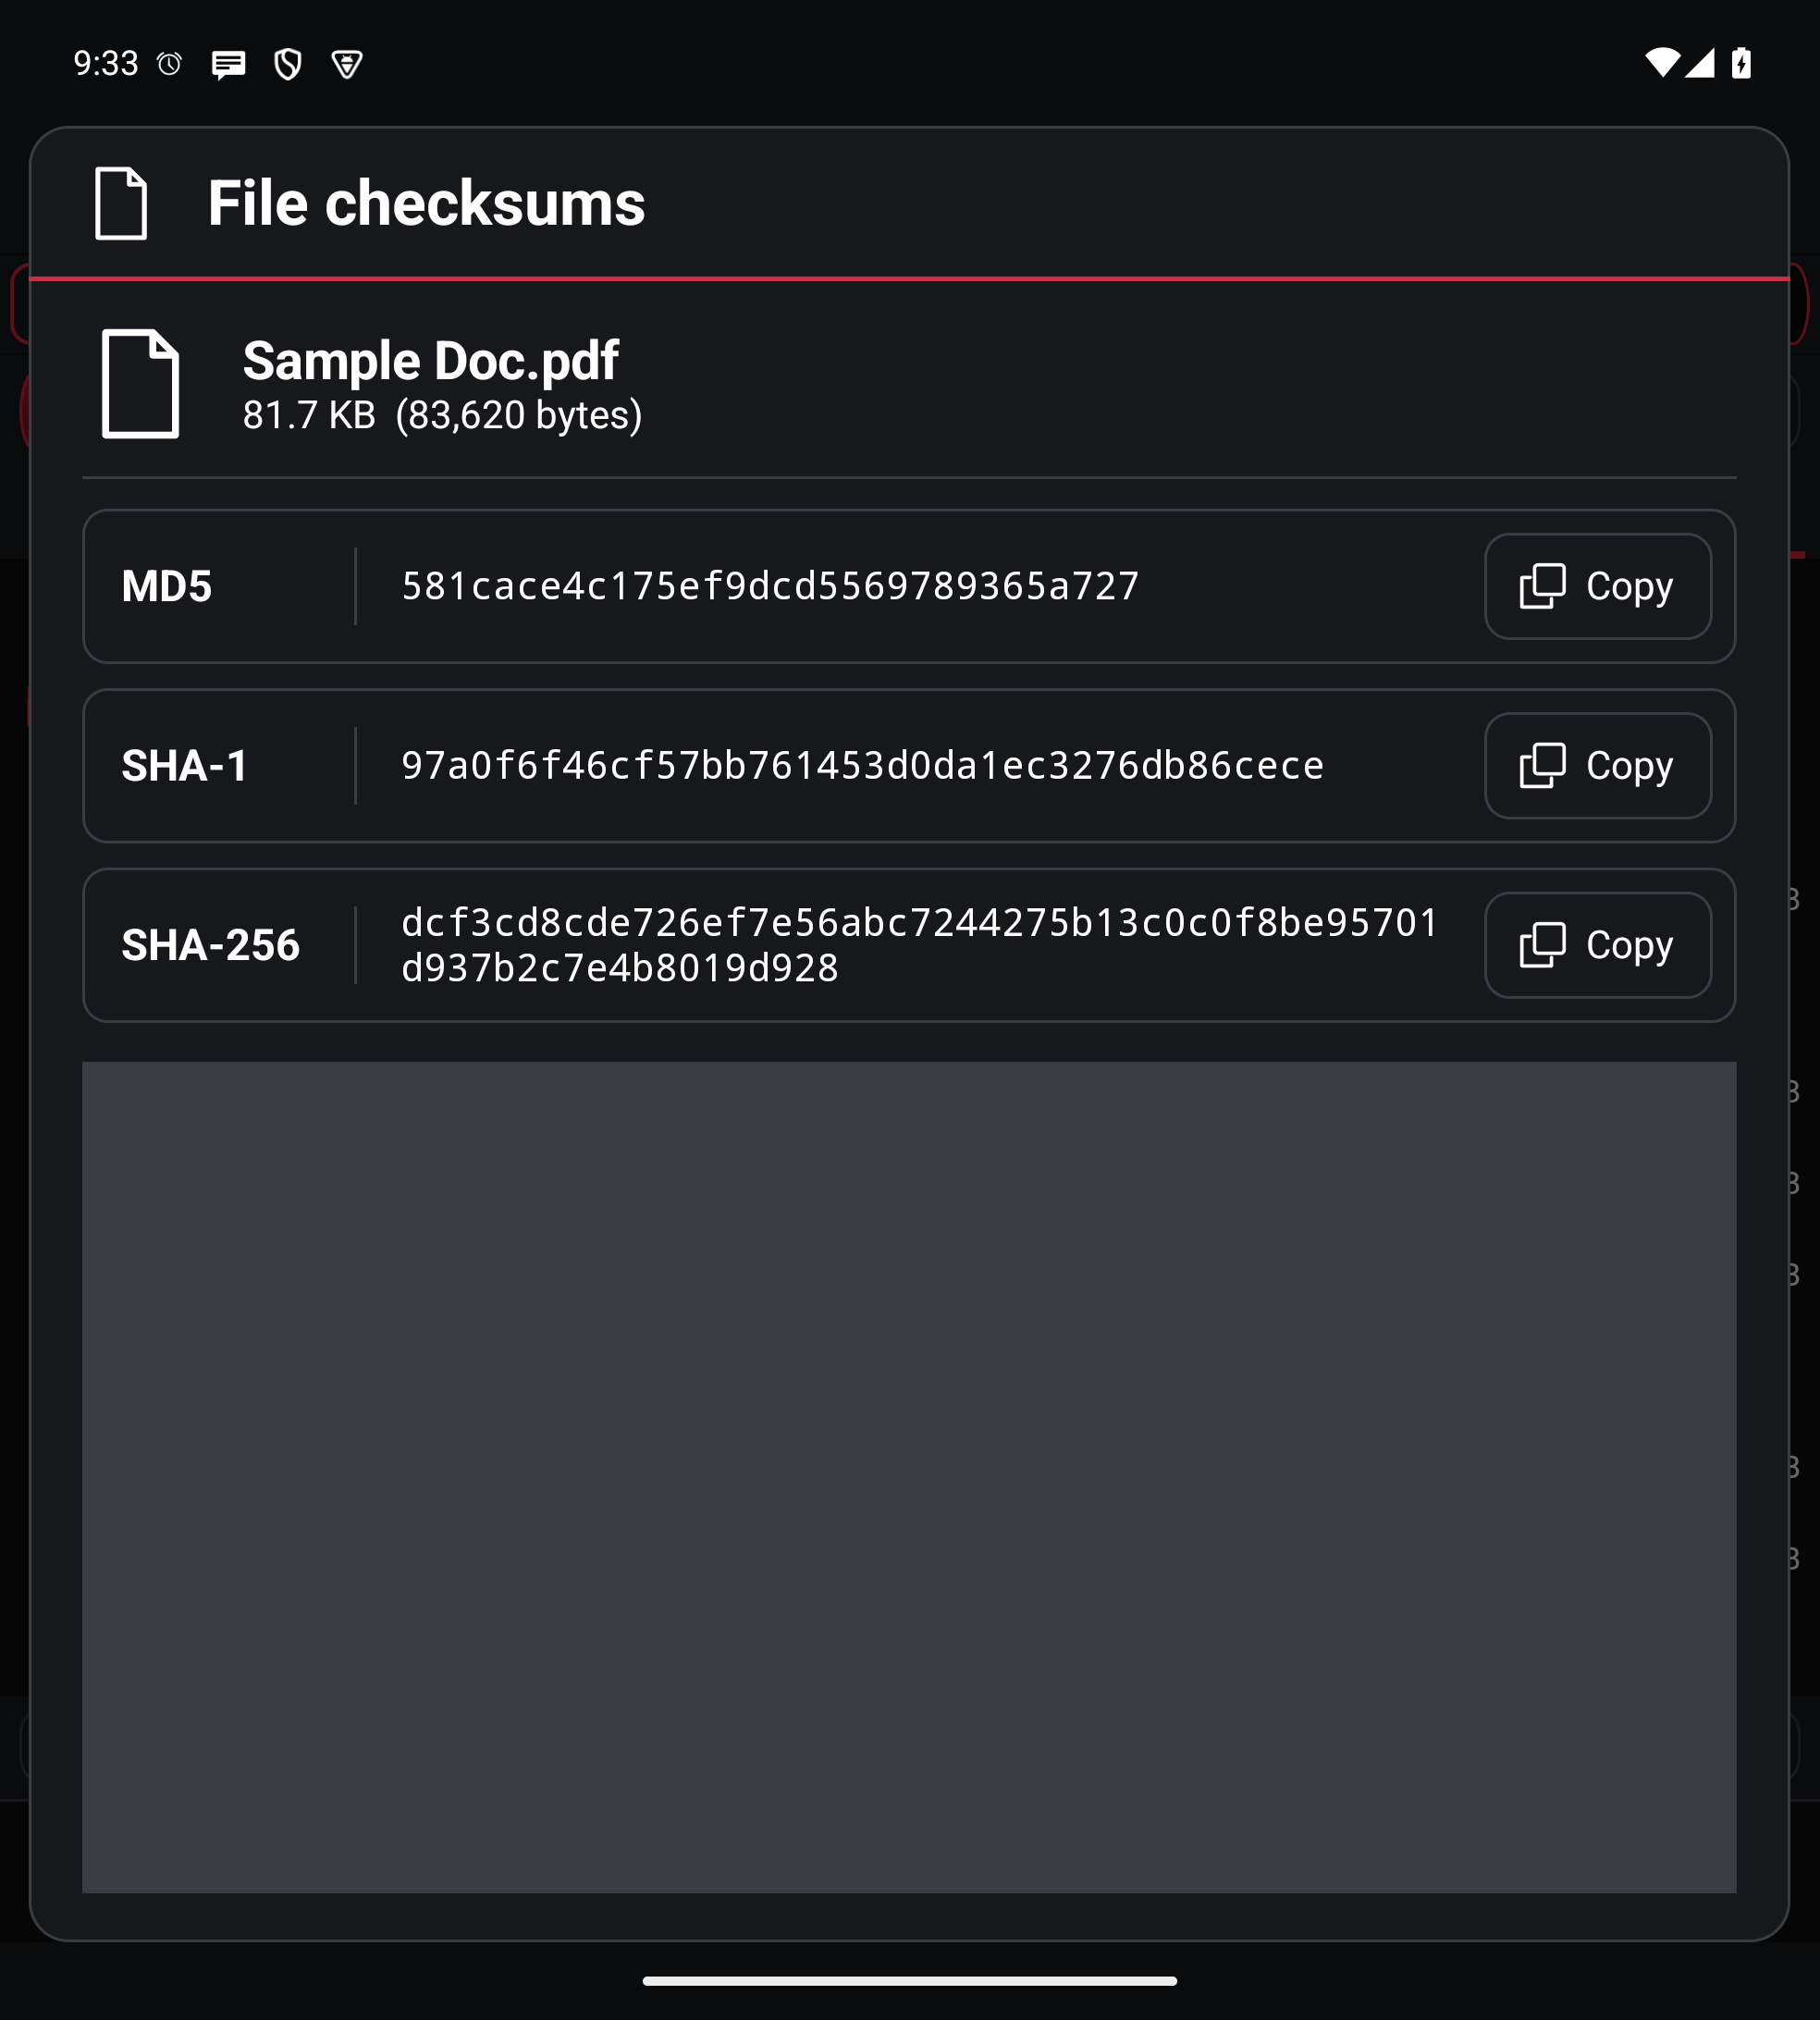 9:33
File checksums
Sample Doc.pdf
81.7 KB (83,620 bytes)
MD5
581cace4c175ef9dcd5569789365a727
Copy
SHA-1
97a0f6f46cf57bb761453d0da1ec3276db86cece
Copy
SHA-256
dcf3cd8cde726ef7e56abc7244275b13c0c0f8be95701
d937b2c7e4b8019d928
Copy